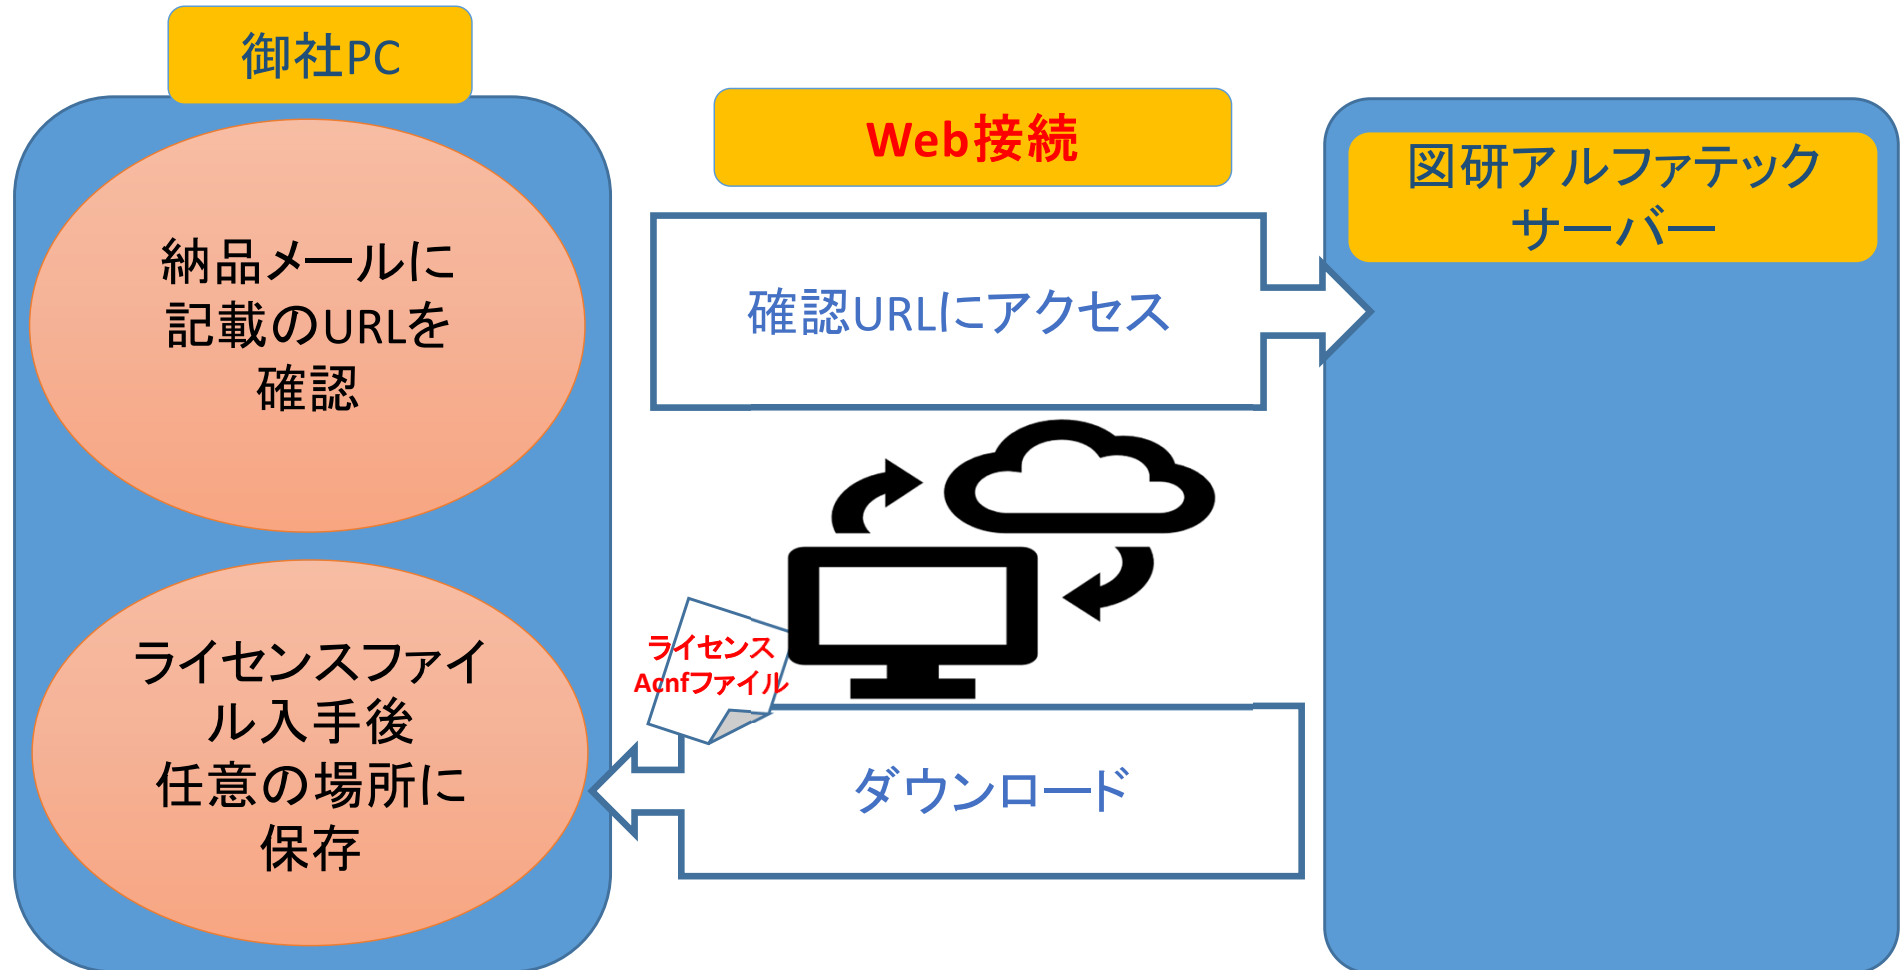 御社PC
納品メールに
記載のURLを
確認
ライセンスファイ
ル入手後
任意の場所に
保存
Web接続
確認URLにアクセス
ライセンス
Acnfファイル
ダウンロード
図研アルファテック
サーバー